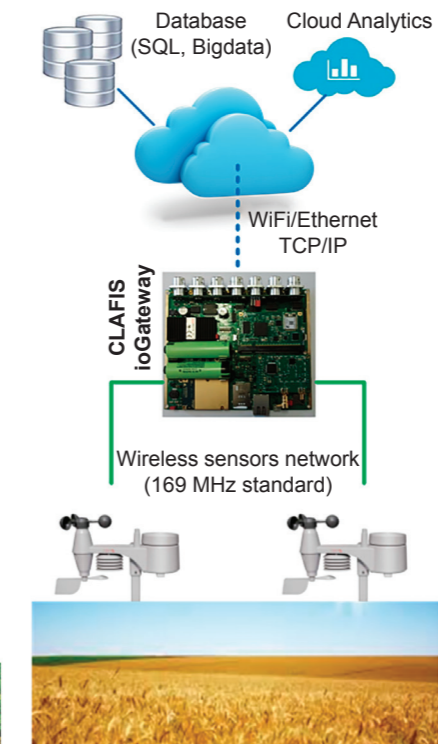 Database
(SQL, Bigdata)
Cloud Analytics
WiFi/Ethernet
TCP/IP
CLAFIS
ioGateway
Wireless sensors network
(169 MHz standard)